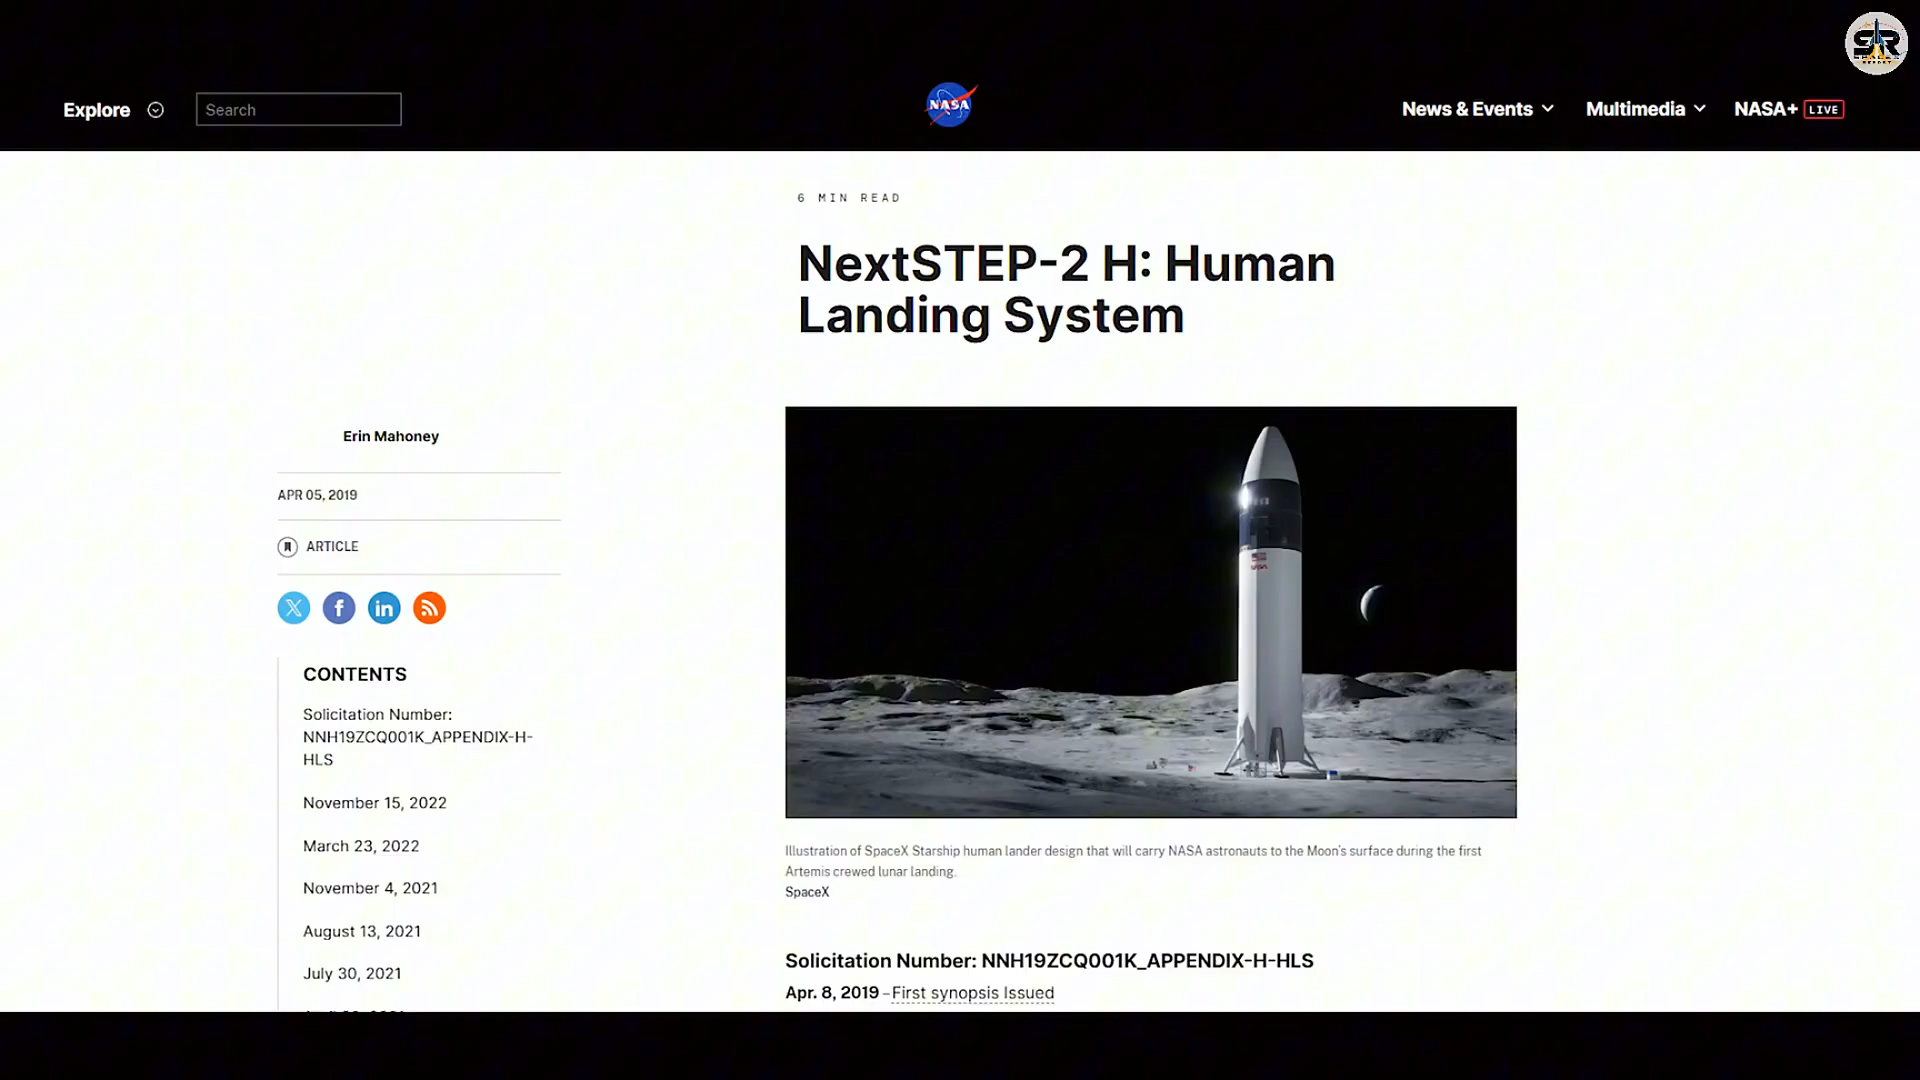 Explore
Search
NASA
News & Events
Multimedia
NASA+ LIVE
SR
REPORT
6 MIN READ
NextSTEP-2 H: Human
Landing System
Erin Mahoney
APR 05, 2019
ARTICLE
CONTENTS
Solicitation Number:
NNH19ZCQ001K_APPENDIX-H-
HLS
November 15, 2022
March 23, 2022
November 4, 2021
August 13, 2021
July 30, 2021
Illustration of SpaceX Starship human lander design that will carry NASA astronauts to the Moon's surface during the first
Artemis crewed lunar landing.
SpaceX
Solicitation Number: NNH19ZCQ001K_APPENDIX-H-HLS
Apr. 8, 2019 – First synopsis Issued